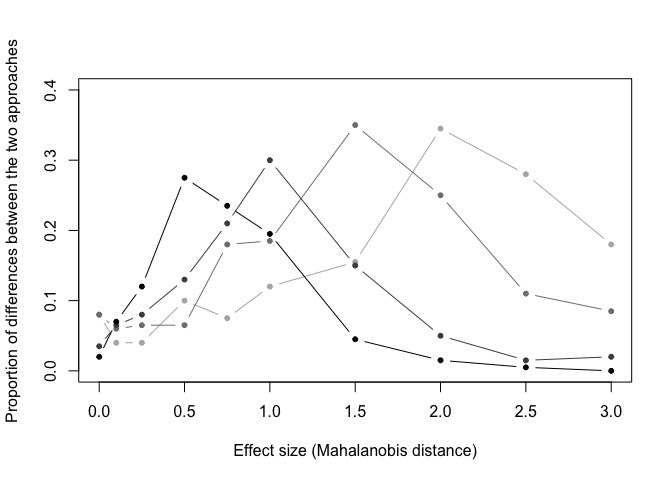 Proportion of differences between the two approaches
0.4
0.3
0.2
0.1
0.0
0.0 0.5 1.0 1.5 2.0 2.5 3.0
Effect size (Mahalanobis distance)